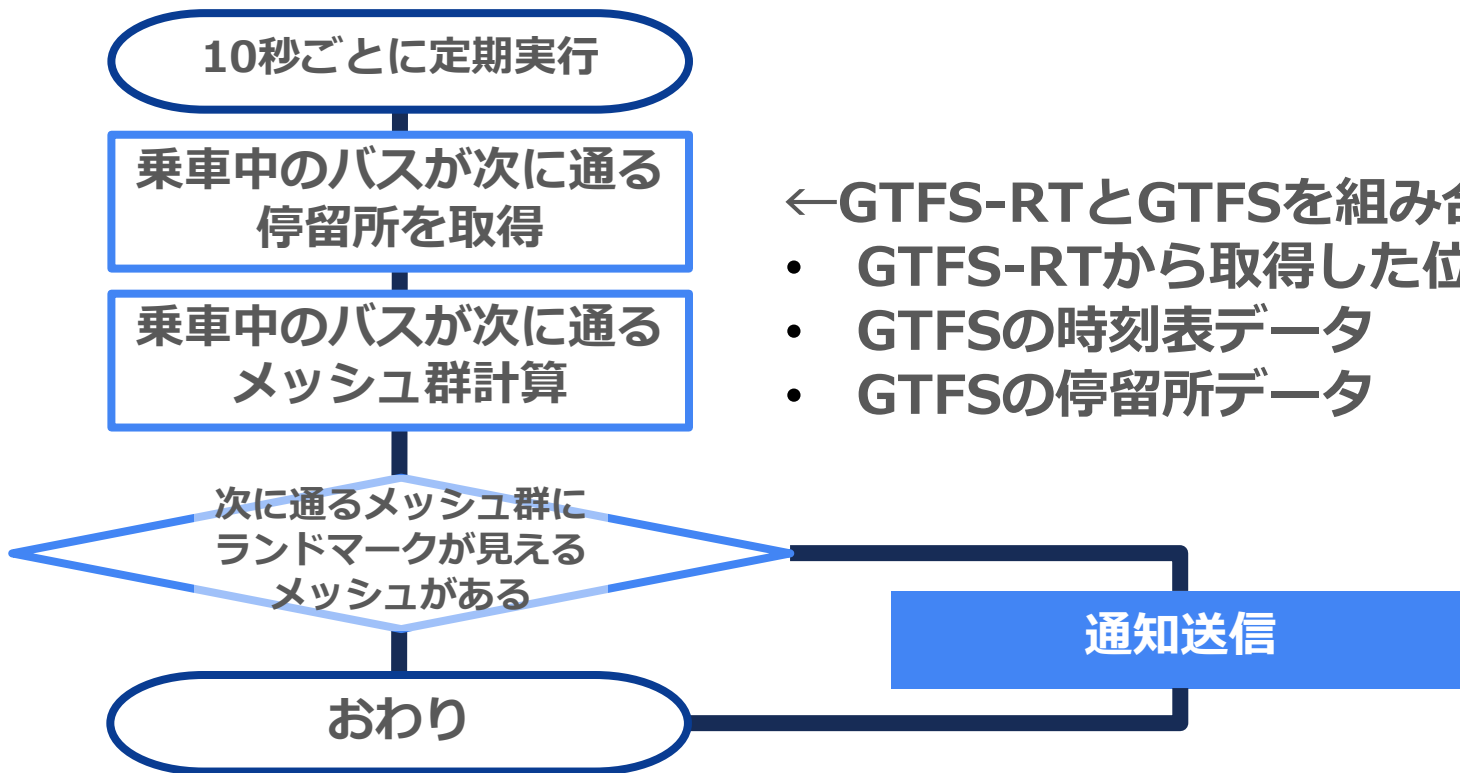 10秒ごとに定期実行
乗車中のバスが次に通る
停留所を取得
←GTFS-RTとGTFSを組み
• GTFS-RTから取得した
• GTFSの時刻表データ
• GTFSの停留所データ
乗車中のバスが次に通る
メッシュ群計算
次に通るメッシュ群に
ランドマークが見える
メッシュがある
通知送信
おわり